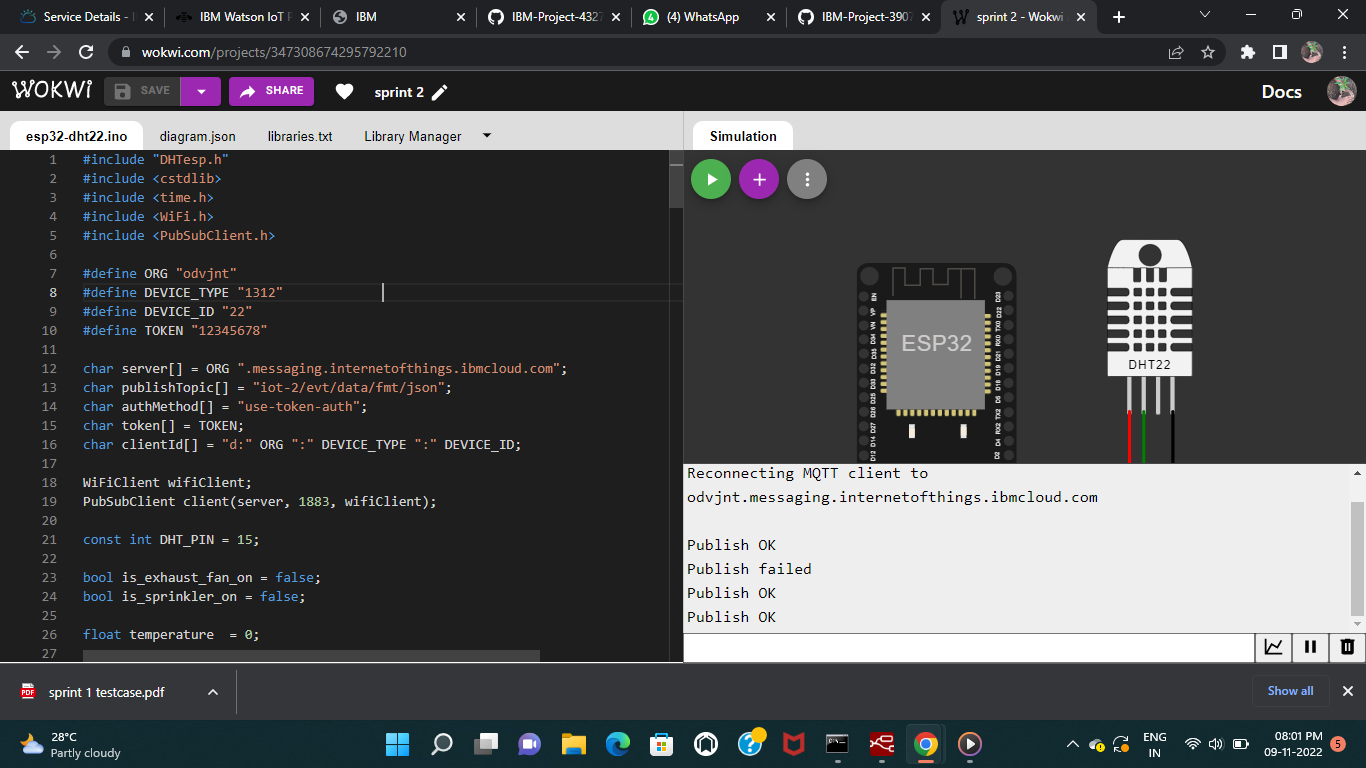 Service Details - I
IBM Watson IoT P
IBM
IBM-Project-4327
(4) WhatsApp
IBM-Project-3907
sprint 2 - Wokwi
wokwi.com/projects/347308674295792210
WOKWI
SAVE
SHARE
sprint 2
Docs
esp32-dht22.ino
diagram.json
libraries.txt
Library Manager
Simulation
1 #include "DHTesp.h"
2 #include <cstdlib>
3 #include <time.h>
4 #include <WiFi.h>
5 #include <PubSubClient.h>
6
7 #define ORG "odvjnt"
8 #define DEVICE_TYPE "1312"
9 #define DEVICE_ID "22"
10 #define TOKEN "12345678"
11
12 char server[] = ORG ".messaging.internetofthings.ibmcloud.com";
13 char publishTopic[] = "iot-2/evt/data/fmt/json";
14 char authMethod[] = "use-token-auth";
15 char token[] = TOKEN;
16 char clientId[] = "d:" ORG ":" DEVICE_TYPE ":" DEVICE_ID;
17
18 WiFiClient wifiClient;
19 PubSubClient client(server, 1883, wifiClient);
20
21 const int DHT_PIN = 15;
22
23 bool is_exhaust_fan_on = false;
24 bool is_sprinkler_on = false;
25
26 float temperature  = 0;
27
ESP32
DHT22
Reconnecting MQTT client to
odvjnt.messaging.internetofthings.ibmcloud.com
Publish OK
Publish failed
Publish OK
Publish OK
PDF
sprint 1 testcase.pdf
Show all
28°C
Partly cloudy
ENG
IN
08:01 PM
09-11-2022
5